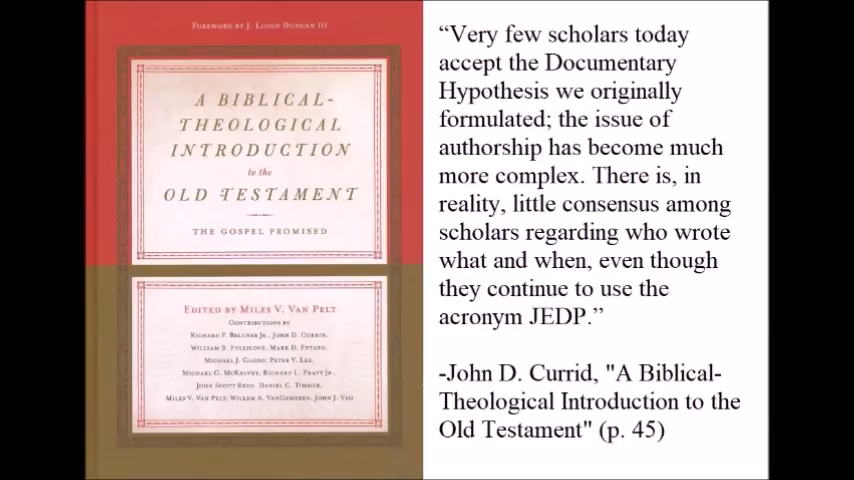 FOREWORD BY J. LIGON DUNCAN III
A BIBLICAL-
THEOLOGICAL
INTRODUCTION
to the
OLD TESTAMENT
THE GOSPEL PROMISED
EDITED BY MILES V. VAN PELT
CONTRIBUTIONS BY
RICHARD P. BELCHER JR., JOHN D. CURRID,
WILLIAM B. FULLILOVE, MARK D. FUTATO,
MICHAEL J. GLODO, PETER Y. LEE,
MICHAEL G. MCKELVEY, RICHARD L. PRATT JR.,
JOHN SCOTT REDD, DANIEL C. TIMMER,
MILES V. VAN PELT, WILLEM A. VANGEMEREN, JOHN J. YEO
“Very few scholars today
accept the Documentary
Hypothesis we originally
formulated; the issue of
authorship has become much
more complex. There is, in
reality, little consensus among
scholars regarding who wrote
what and when, even though
they continue to use the
acronym JEDP.”
-John D. Currid, "A Biblical-
Theological Introduction to the
Old Testament" (p. 45)